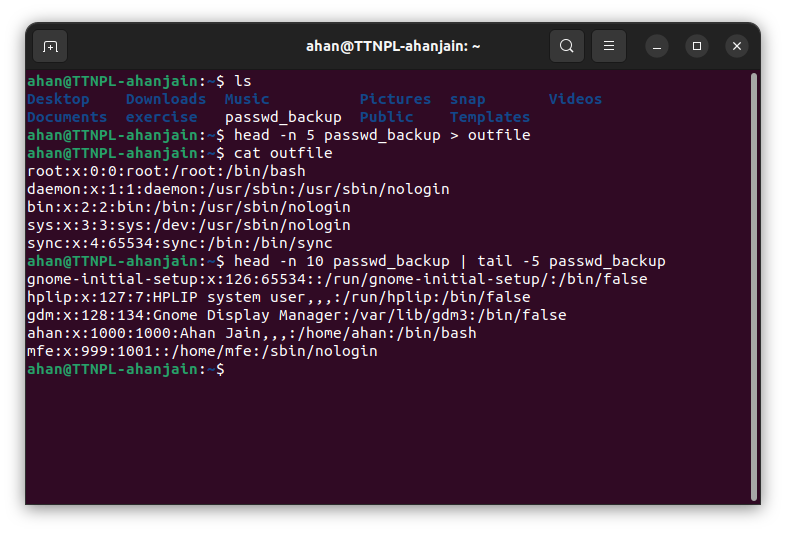 ahan@TTNPL-ahanjain: ~
ahan@TTNPL-ahanjain:~$ ls
Desktop    Downloads  Music          Pictures  snap       Videos
Documents  exercise   passwd_backup  Public    Templates
ahan@TTNPL-ahanjain:~$ head -n 5 passwd_backup > outfile
ahan@TTNPL-ahanjain:~$ cat outfile
root:x:0:0:root:/root:/bin/bash
daemon:x:1:1:daemon:/usr/sbin:/usr/sbin/nologin
bin:x:2:2:bin:/bin:/usr/sbin/nologin
sys:x:3:3:sys:/dev:/usr/sbin/nologin
sync:x:4:65534:sync:/bin:/bin/sync
ahan@TTNPL-ahanjain:~$ head -n 10 passwd_backup | tail -5 passwd_backup
gnome-initial-setup:x:126:65534::/run/gnome-initial-setup/:/bin/false
hplip:x:127:7:HPLIP system user,,,:/run/hplip:/bin/false
gdm:x:128:134:Gnome Display Manager:/var/lib/gdm3:/bin/false
ahan:x:1000:1000:Ahan Jain,,,:/home/ahan:/bin/bash
mfe:x:999:1001::/home/mfe:/sbin/nologin
ahan@TTNPL-ahanjain:~$